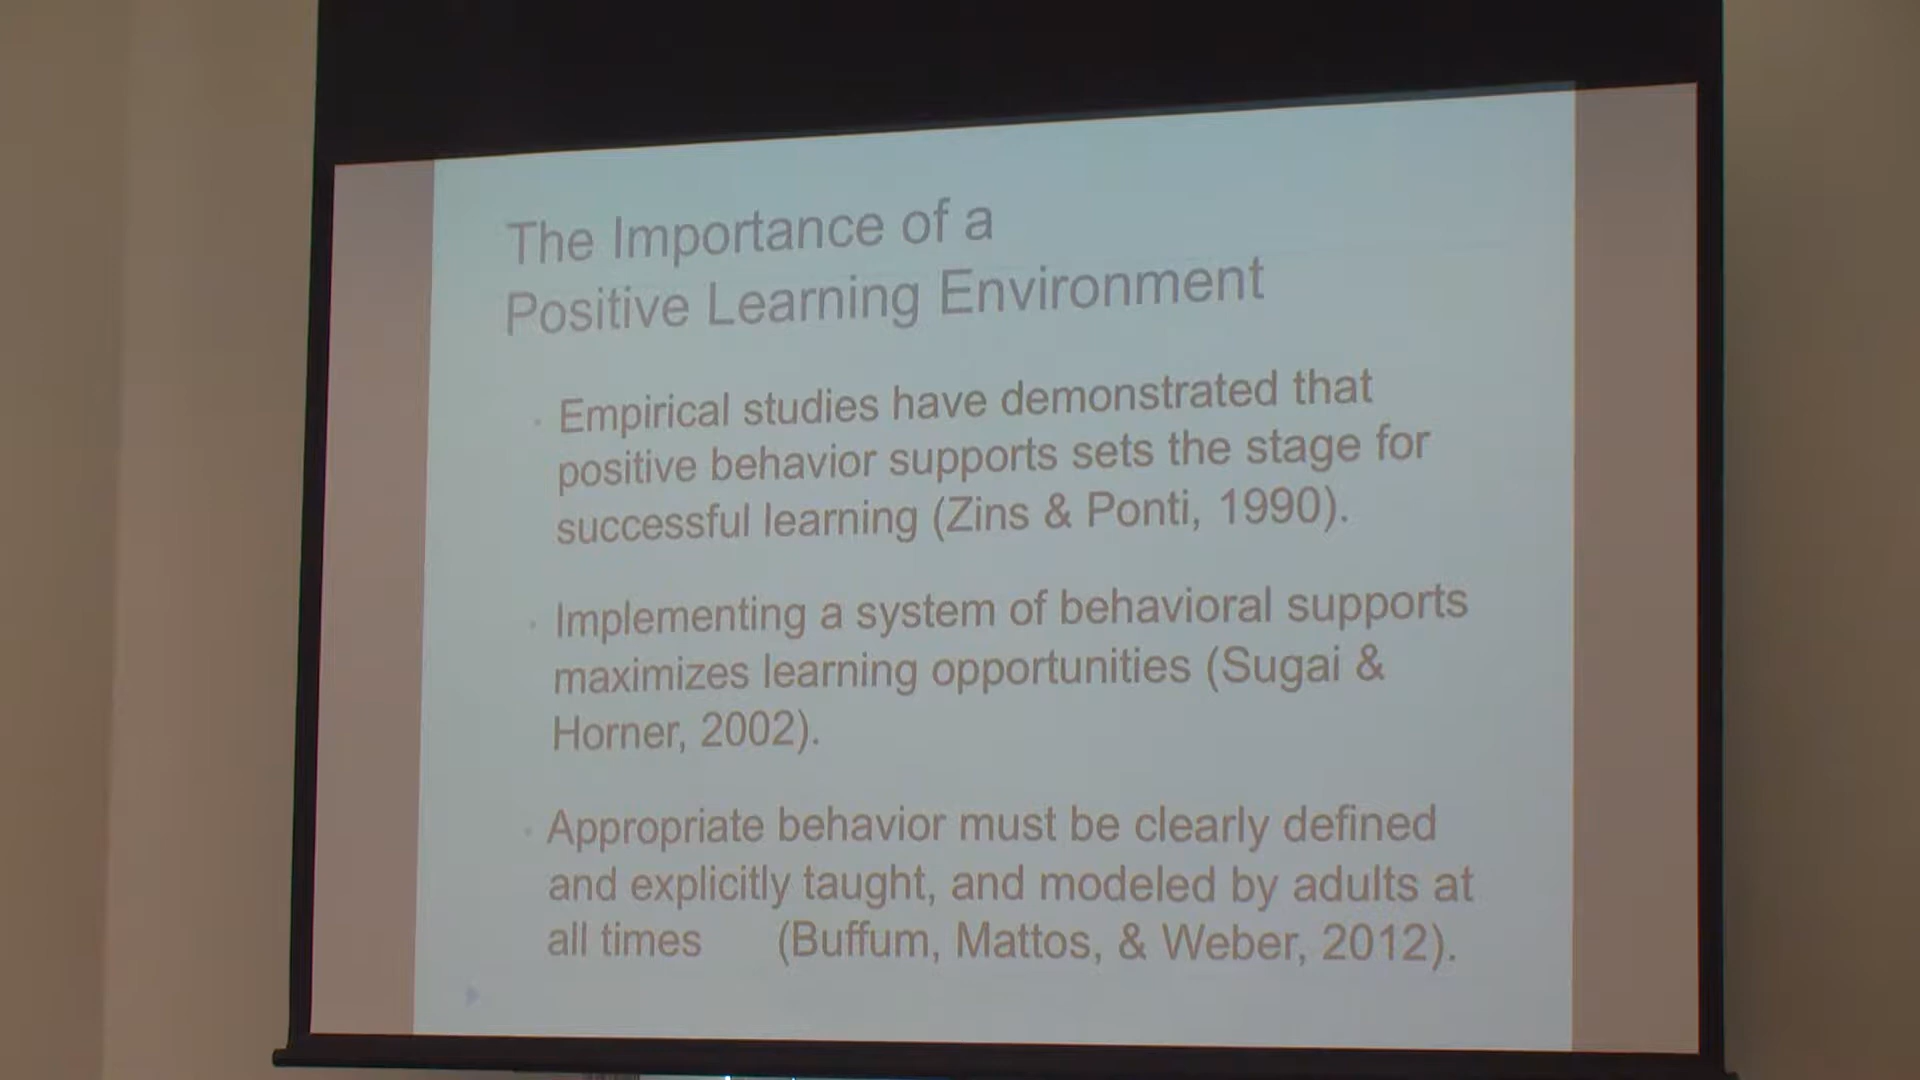 The Importance of a
Positive Learning Environment
Empirical studies have demonstrated that
positive behavior supports sets the stage for
successful learning (Zins & Ponti, 1990).
Implementing a system of behavioral supports
maximizes learning opportunities (Sugai &
Horner, 2002).
Appropriate behavior must be clearly defined
and explicitly taught, and modeled by adults at
all times (Buffum, Mattos, & Weber, 2012).